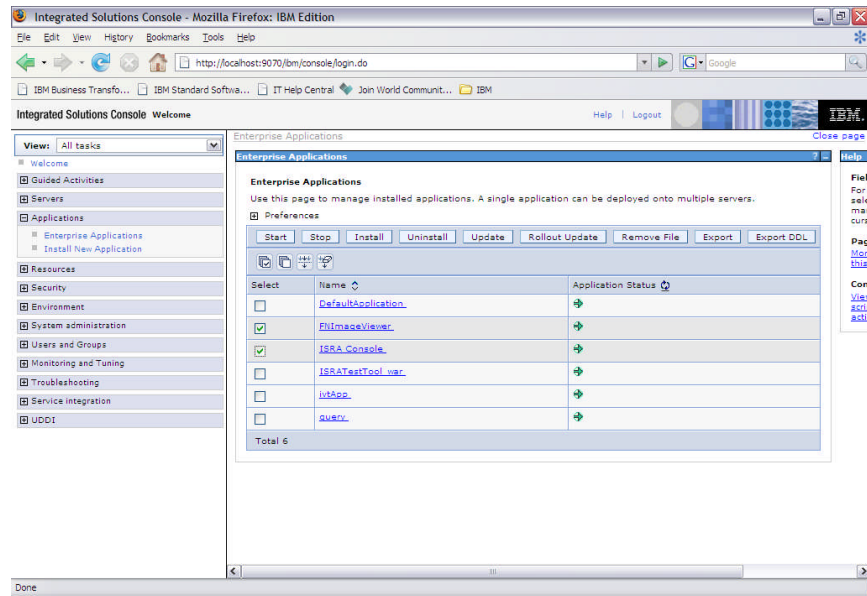 Integrated Solutions Console - Mozilla Firefox: IBM Edition
File Edit View History Bookmarks Tools Help
http://localhost:9070/ibm/console/login.do
Google
IBM Business Transfo... IBM Standard Softwa... IT Help Central Join World Communit... IBM
Integrated Solutions Console Welcome
Help | Logout
IBM.
View: All tasks
Welcome
Guided Activities
Servers
Applications
Enterprise Applications
Install New Application
Resources
Security
Environment
System administration
Users and Groups
Monitoring and Tuning
Troubleshooting
Service integration
UDDI
Enterprise Applications
Close page
Enterprise Applications
? -
Enterprise Applications
Use this page to manage installed applications. A single application can be deployed onto multiple servers.
Preferences
Start Stop Install Uninstall Update Rollout Update Remove File Export Export DDL
Select Name Application Status
DefaultApplication
FNImageViewer
ISRA Console
ISRATestTool_war
ivtApp
query
Total 6
Help
For
this
Done